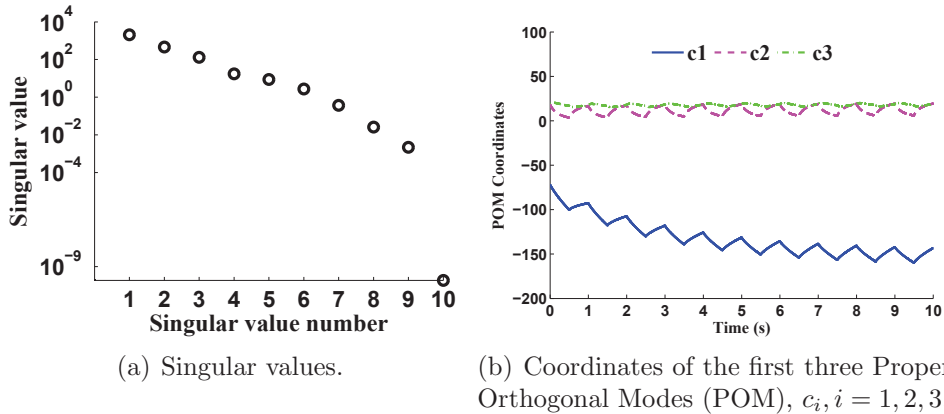 10^4
10^2
10^0
10^-2
10^-4
10^-9
Singular value
1 2 3 4 5 6 7 8 9 10
Singular value number
(a) Singular values.
c1 c2 c3
100
50
0
−50
−100
−150
−200
POM Coordinates
0 1 2 3 4 5 6 7 8 9 10
Time (s)
(b) Coordinates of the first three Proper
Orthogonal Modes (POM), c_i, i = 1, 2, 3